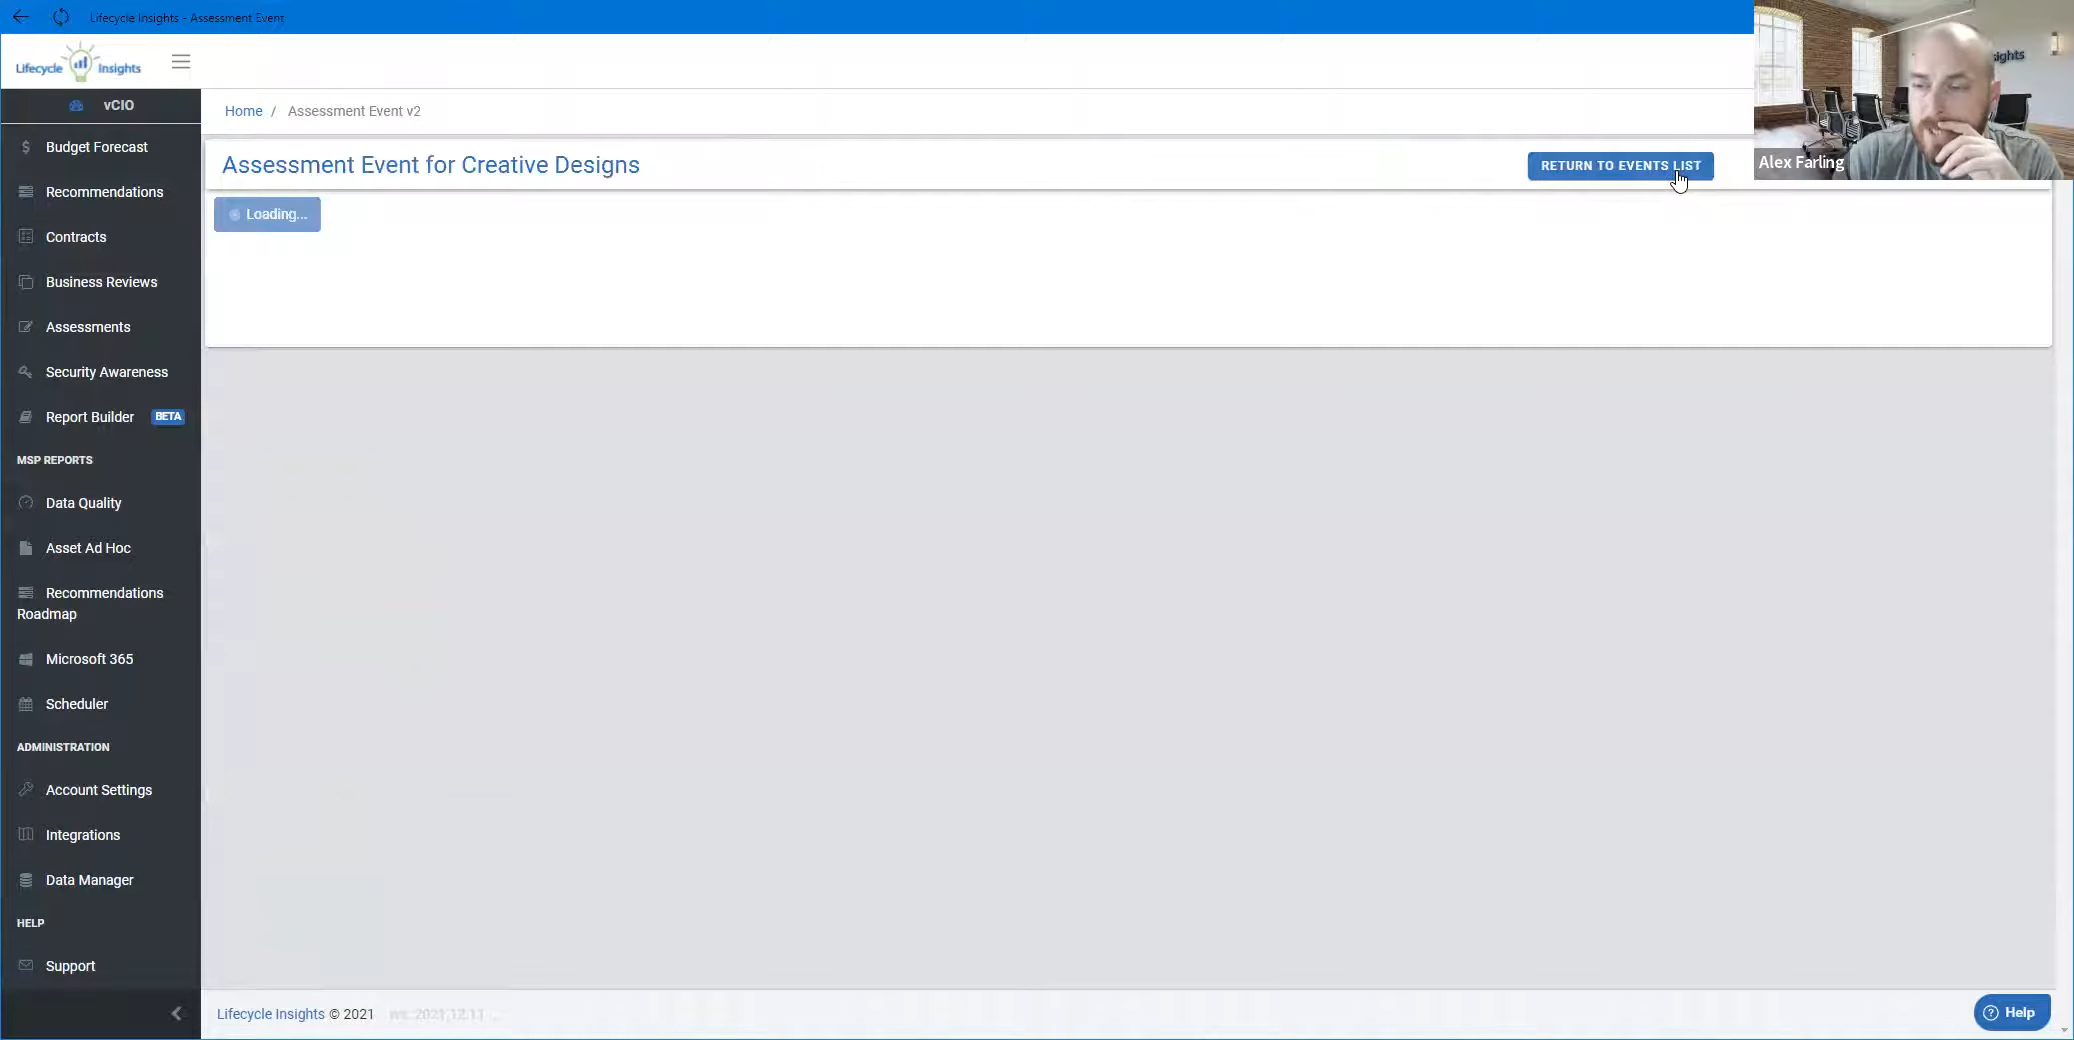 Lifecycle Insights - Assessment Event
Lifecycle Insights
vCIO
Home / Assessment Event v2
Alex Farling
Budget Forecast
Assessment Event for Creative Designs
RETURN TO EVENTS LIST
Recommendations
Loading...
Contracts
Business Reviews
Assessments
Security Awareness
Report Builder BETA
MSP REPORTS
Data Quality
Asset Ad Hoc
Recommendations
Roadmap
Microsoft 365
Scheduler
ADMINISTRATION
Account Settings
Integrations
Data Manager
HELP
Support
Lifecycle Insights © 2021
Help